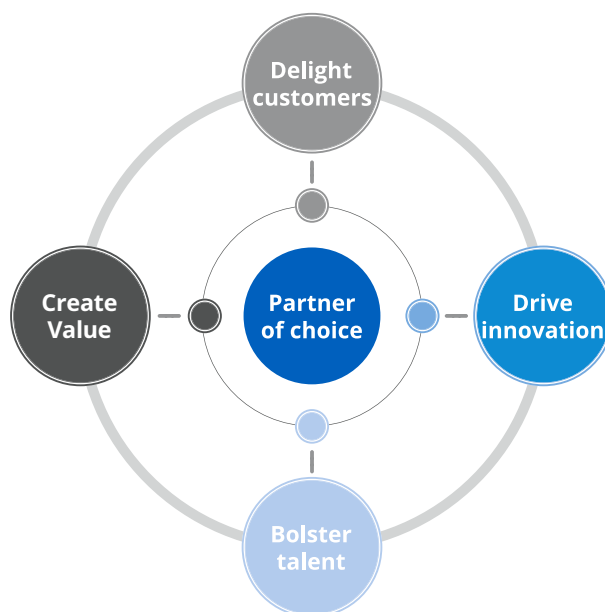 Delight
customers
Create
Value
Partner
of choice
Drive
innovation
Bolster
talent